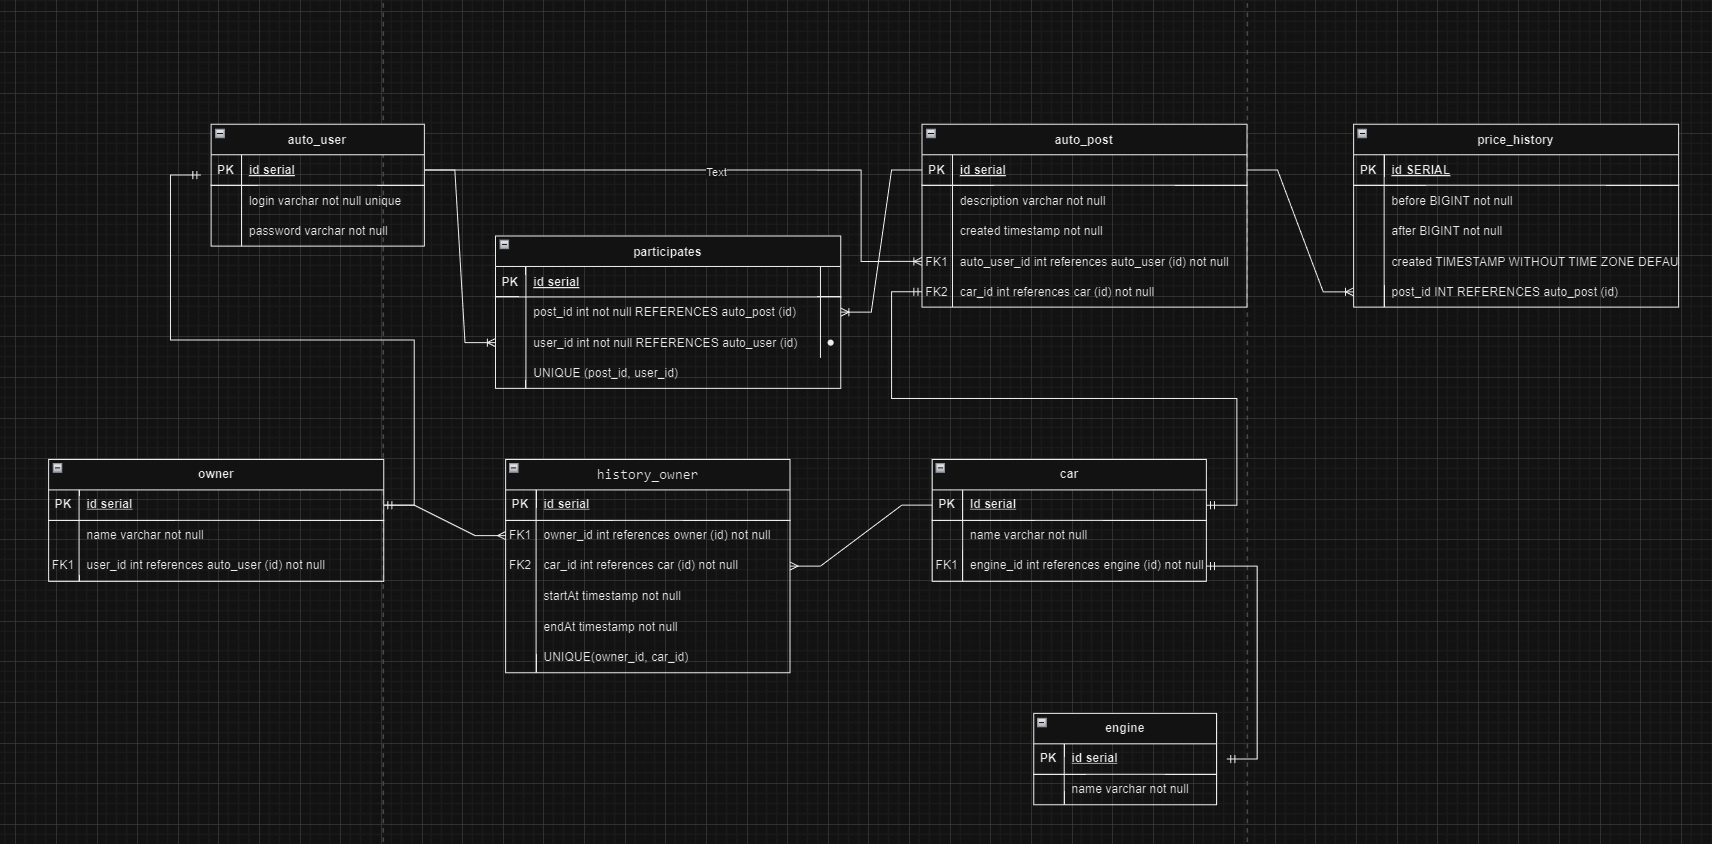 auto_user
PK id serial
login varchar not null unique
password varchar not null
Text
participates
PK id serial
post_id int not null REFERENCES auto_post (id)
user_id int not null REFERENCES auto_user (id)
UNIQUE (post_id, user_id)
auto_post
PK id serial
description varchar not null
created timestamp not null
FK1 auto_user_id int references auto_user (id) not null
FK2 car_id int references car (id) not null
price_history
PK id SERIAL
before BIGINT not null
after BIGINT not null
created TIMESTAMP WITHOUT TIME ZONE DEFAU
post_id INT REFERENCES auto_post (id)
owner
PK id serial
name varchar not null
FK1 user_id int references auto_user (id) not null
history_owner
PK id serial
FK1 owner_id int references owner (id) not null
FK2 car_id int references car (id) not null
startAt timestamp not null
endAt timestamp not null
UNIQUE(owner_id, car_id)
car
PK Id serial
name varchar not null
FK1 engine_id int references engine (id) not null
engine
PK id serial
name varchar not null